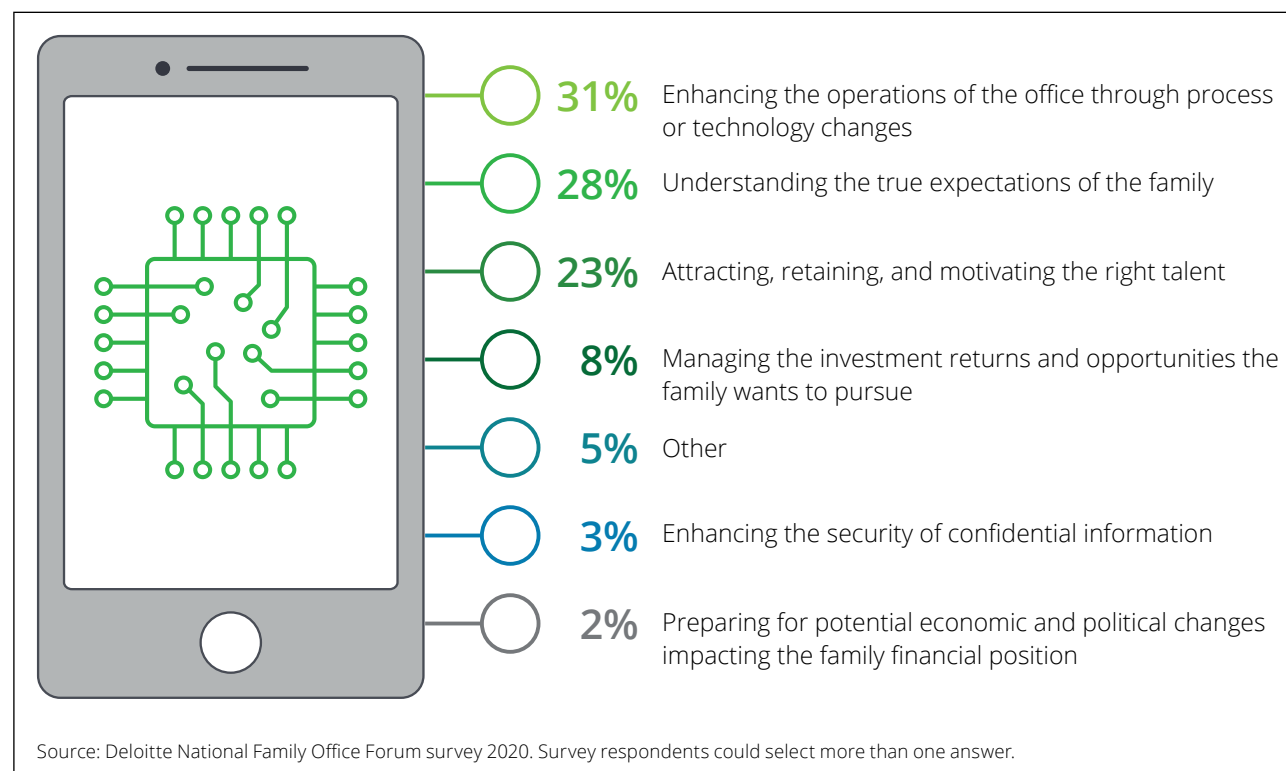 31% Enhancing the operations of the office through process
or technology changes
28% Understanding the true expectations of the family
23% Attracting, retaining, and motivating the right talent
8% Managing the investment returns and opportunities the
family wants to pursue
5% Other
3% Enhancing the security of confidential information
2% Preparing for potential economic and political changes
impacting the family financial position
Source: Deloitte National Family Office Forum survey 2020. Survey respondents could select more than one answer.